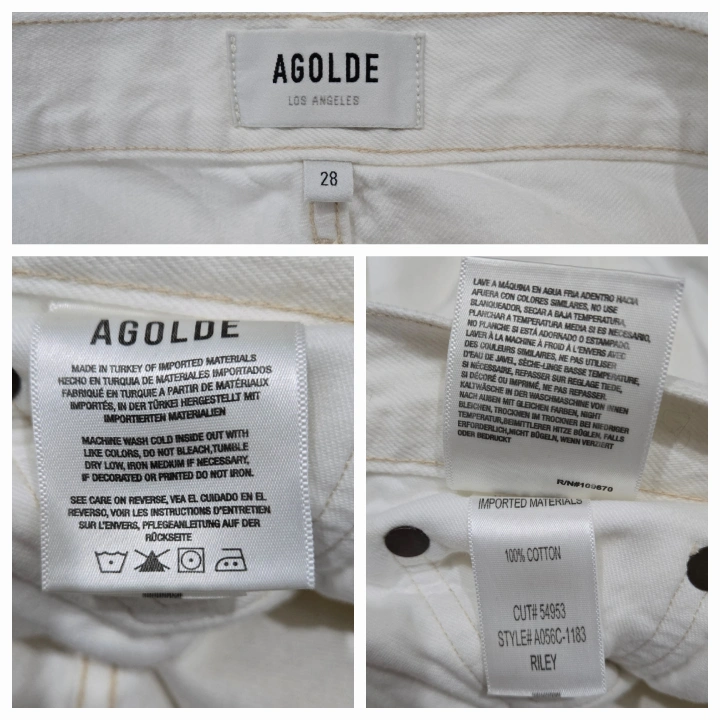 AGOLDE
LOS ANGELES
28
AGOLDE
MADE IN TURKEY OF IMPORTED MATERIALS
HECHO EN TURQUIA DE MATERIALES IMPORTADOS
FABRIQUÉ EN TURQUIE A PARTIR DE MATÉRIAUX
IMPORTÉS, IN DER TÜRKEI HERGESTELLT MIT
IMPORTIERTEN MATERIALIEN
MACHINE WASH COLD INSIDE OUT WITH
LIKE COLORS, DO NOT BLEACH,TUMBLE
DRY LOW, IRON MEDIUM IF NECESSARY,
IF DECORATED OR PRINTED DO NOT IRON.
SEE CARE ON REVERSE, VEA EL CUIDADO EN EL
REVERSO, VOIR LES INSTRUCTIONS D'ENTRETIEN
SUR L'ENVERS, PFLEGEANLEITUNG AUF DER
RÜCKSEITE
LAVE A MÁQUINA EN AGUA FRIA ADENTRO HACIA
AFUERA CON COLORES SIMILARES, NO USE
BLANQUEADOR, SECAR A BAJA TEMPERATURA,
PLANCHAR A TEMPERATURA MEDIA SI ES NECESARIO,
NO PLANCHE SI ESTÁ ADORNADO O ESTAMPADO.
LAVER À LA MACHINE À FROID À L'ENVERS AVEC
DES COULEURS SIMILAIRES, NE PAS UTILISER
D'EAU DE JAVEL, SÈCHE-LINGE BASSE TEMPERATURE,
SI NÉCESSAIRE, REPASSER SUR REGLAGE TIEDE,
SI DÉCORÉ OU IMPRIMÉ, NE PAS REPASSER.
KALTWÄSCHE IN DER WASCHMASCHINE VON INNEN
NACH AUßEN MIT GLEICHEN FARBEN, NIGHT
BLEICHEN, TROCKNEN IM TROCKNER BEI NIEDRIGER
TEMPERATUR,BEIMITTLERER HITZE BÜGLEN, FALLS
ERFORDERLICH,NICHT BÜGELN, WENN VERZIERT
ODER BEDRUCKT
R/N#109670
IMPORTED MATERIALS
100% COTTON
CUT# 54953
STYLE# A056C-1183
RILEY